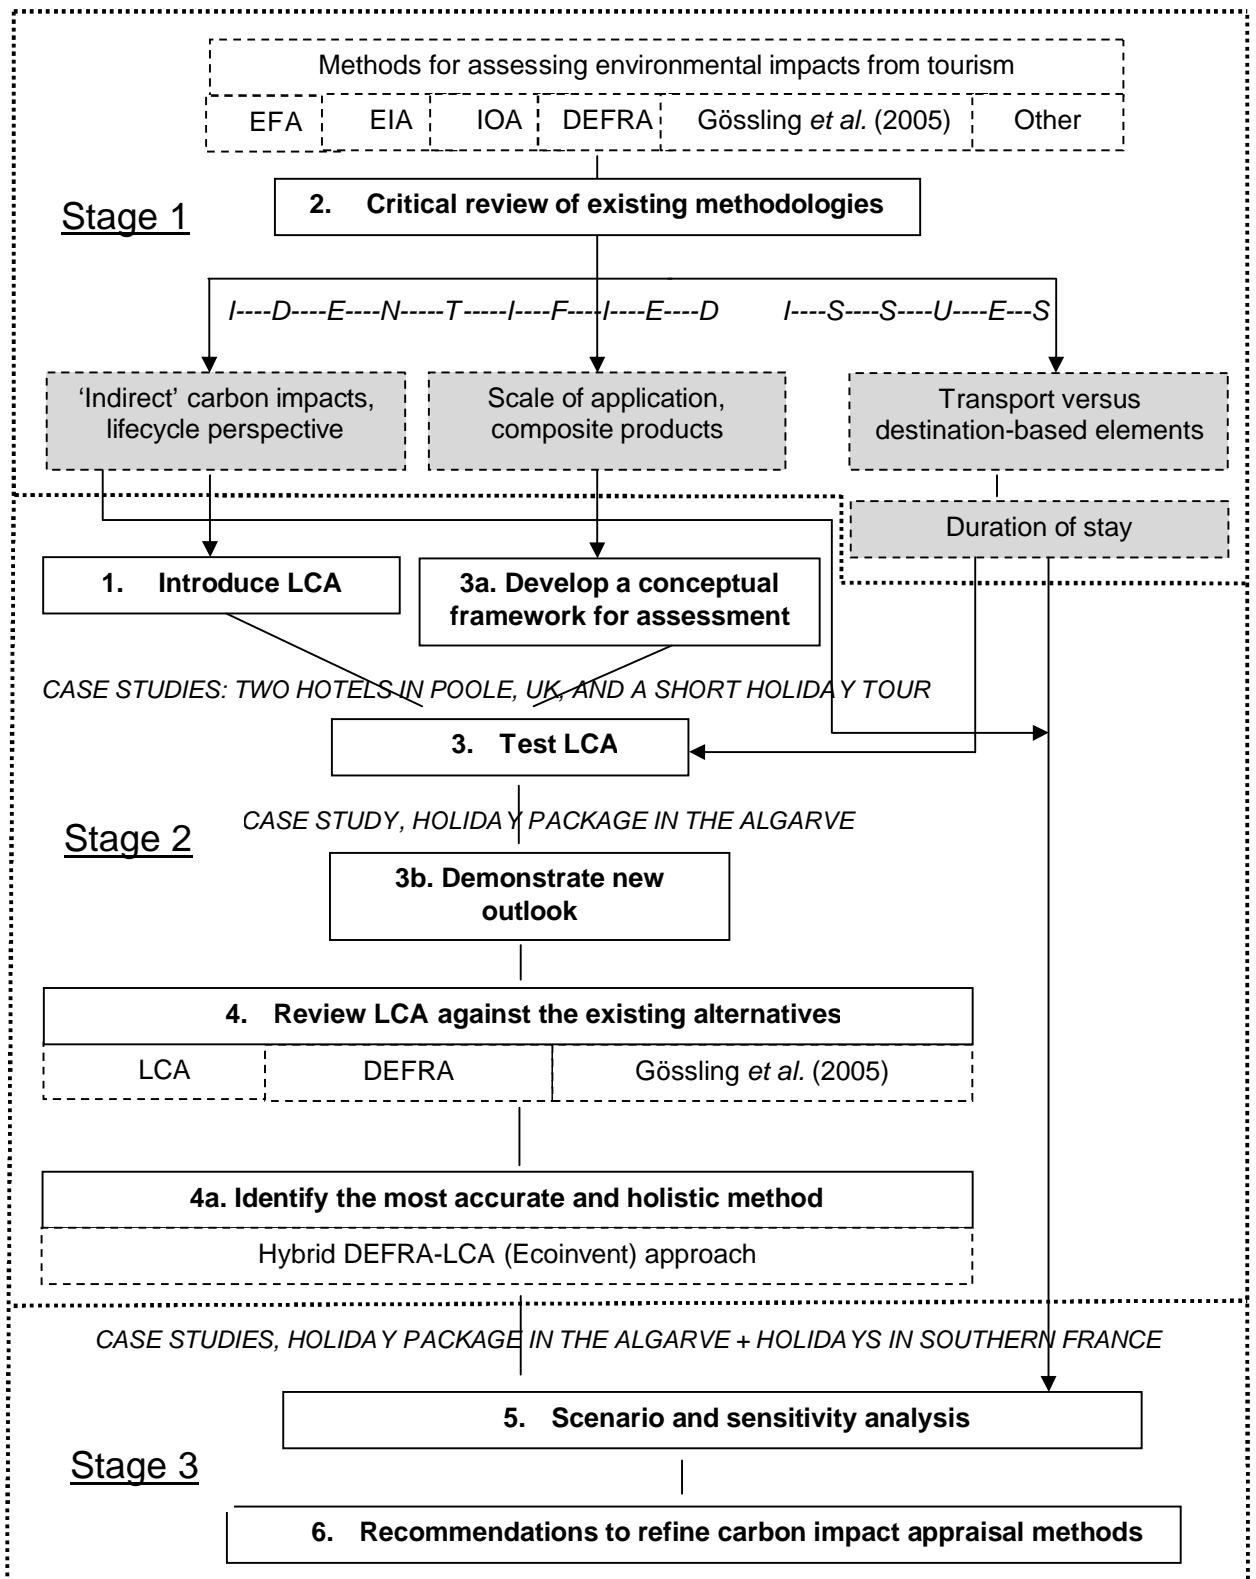 Methods for assessing environmental impacts from tourism
EFA EIA IOA DEFRA Gössling et al. (2005) Other
2. Critical review of existing methodologies
Stage 1
I----D----E----N-----T-----I----F----I----E----D I----S----S----U----E---S
‘Indirect’ carbon impacts,
lifecycle perspective
Scale of application,
composite products
Transport versus
destination-based elements
Duration of stay
1. Introduce LCA
3a. Develop a conceptual
framework for assessment
CASE STUDIES: TWO HOTELS IN POOLE, UK, AND A SHORT HOLIDAY TOUR
3. Test LCA
CASE STUDY, HOLIDAY PACKAGE IN THE ALGARVE
Stage 2
3b. Demonstrate new
outlook
4. Review LCA against the existing alternatives
LCA DEFRA Gössling et al. (2005)
4a. Identify the most accurate and holistic method
Hybrid DEFRA-LCA (Ecoinvent) approach
CASE STUDIES, HOLIDAY PACKAGE IN THE ALGARVE + HOLIDAYS IN SOUTHERN FRANCE
5. Scenario and sensitivity analysis
Stage 3
6. Recommendations to refine carbon impact appraisal methods